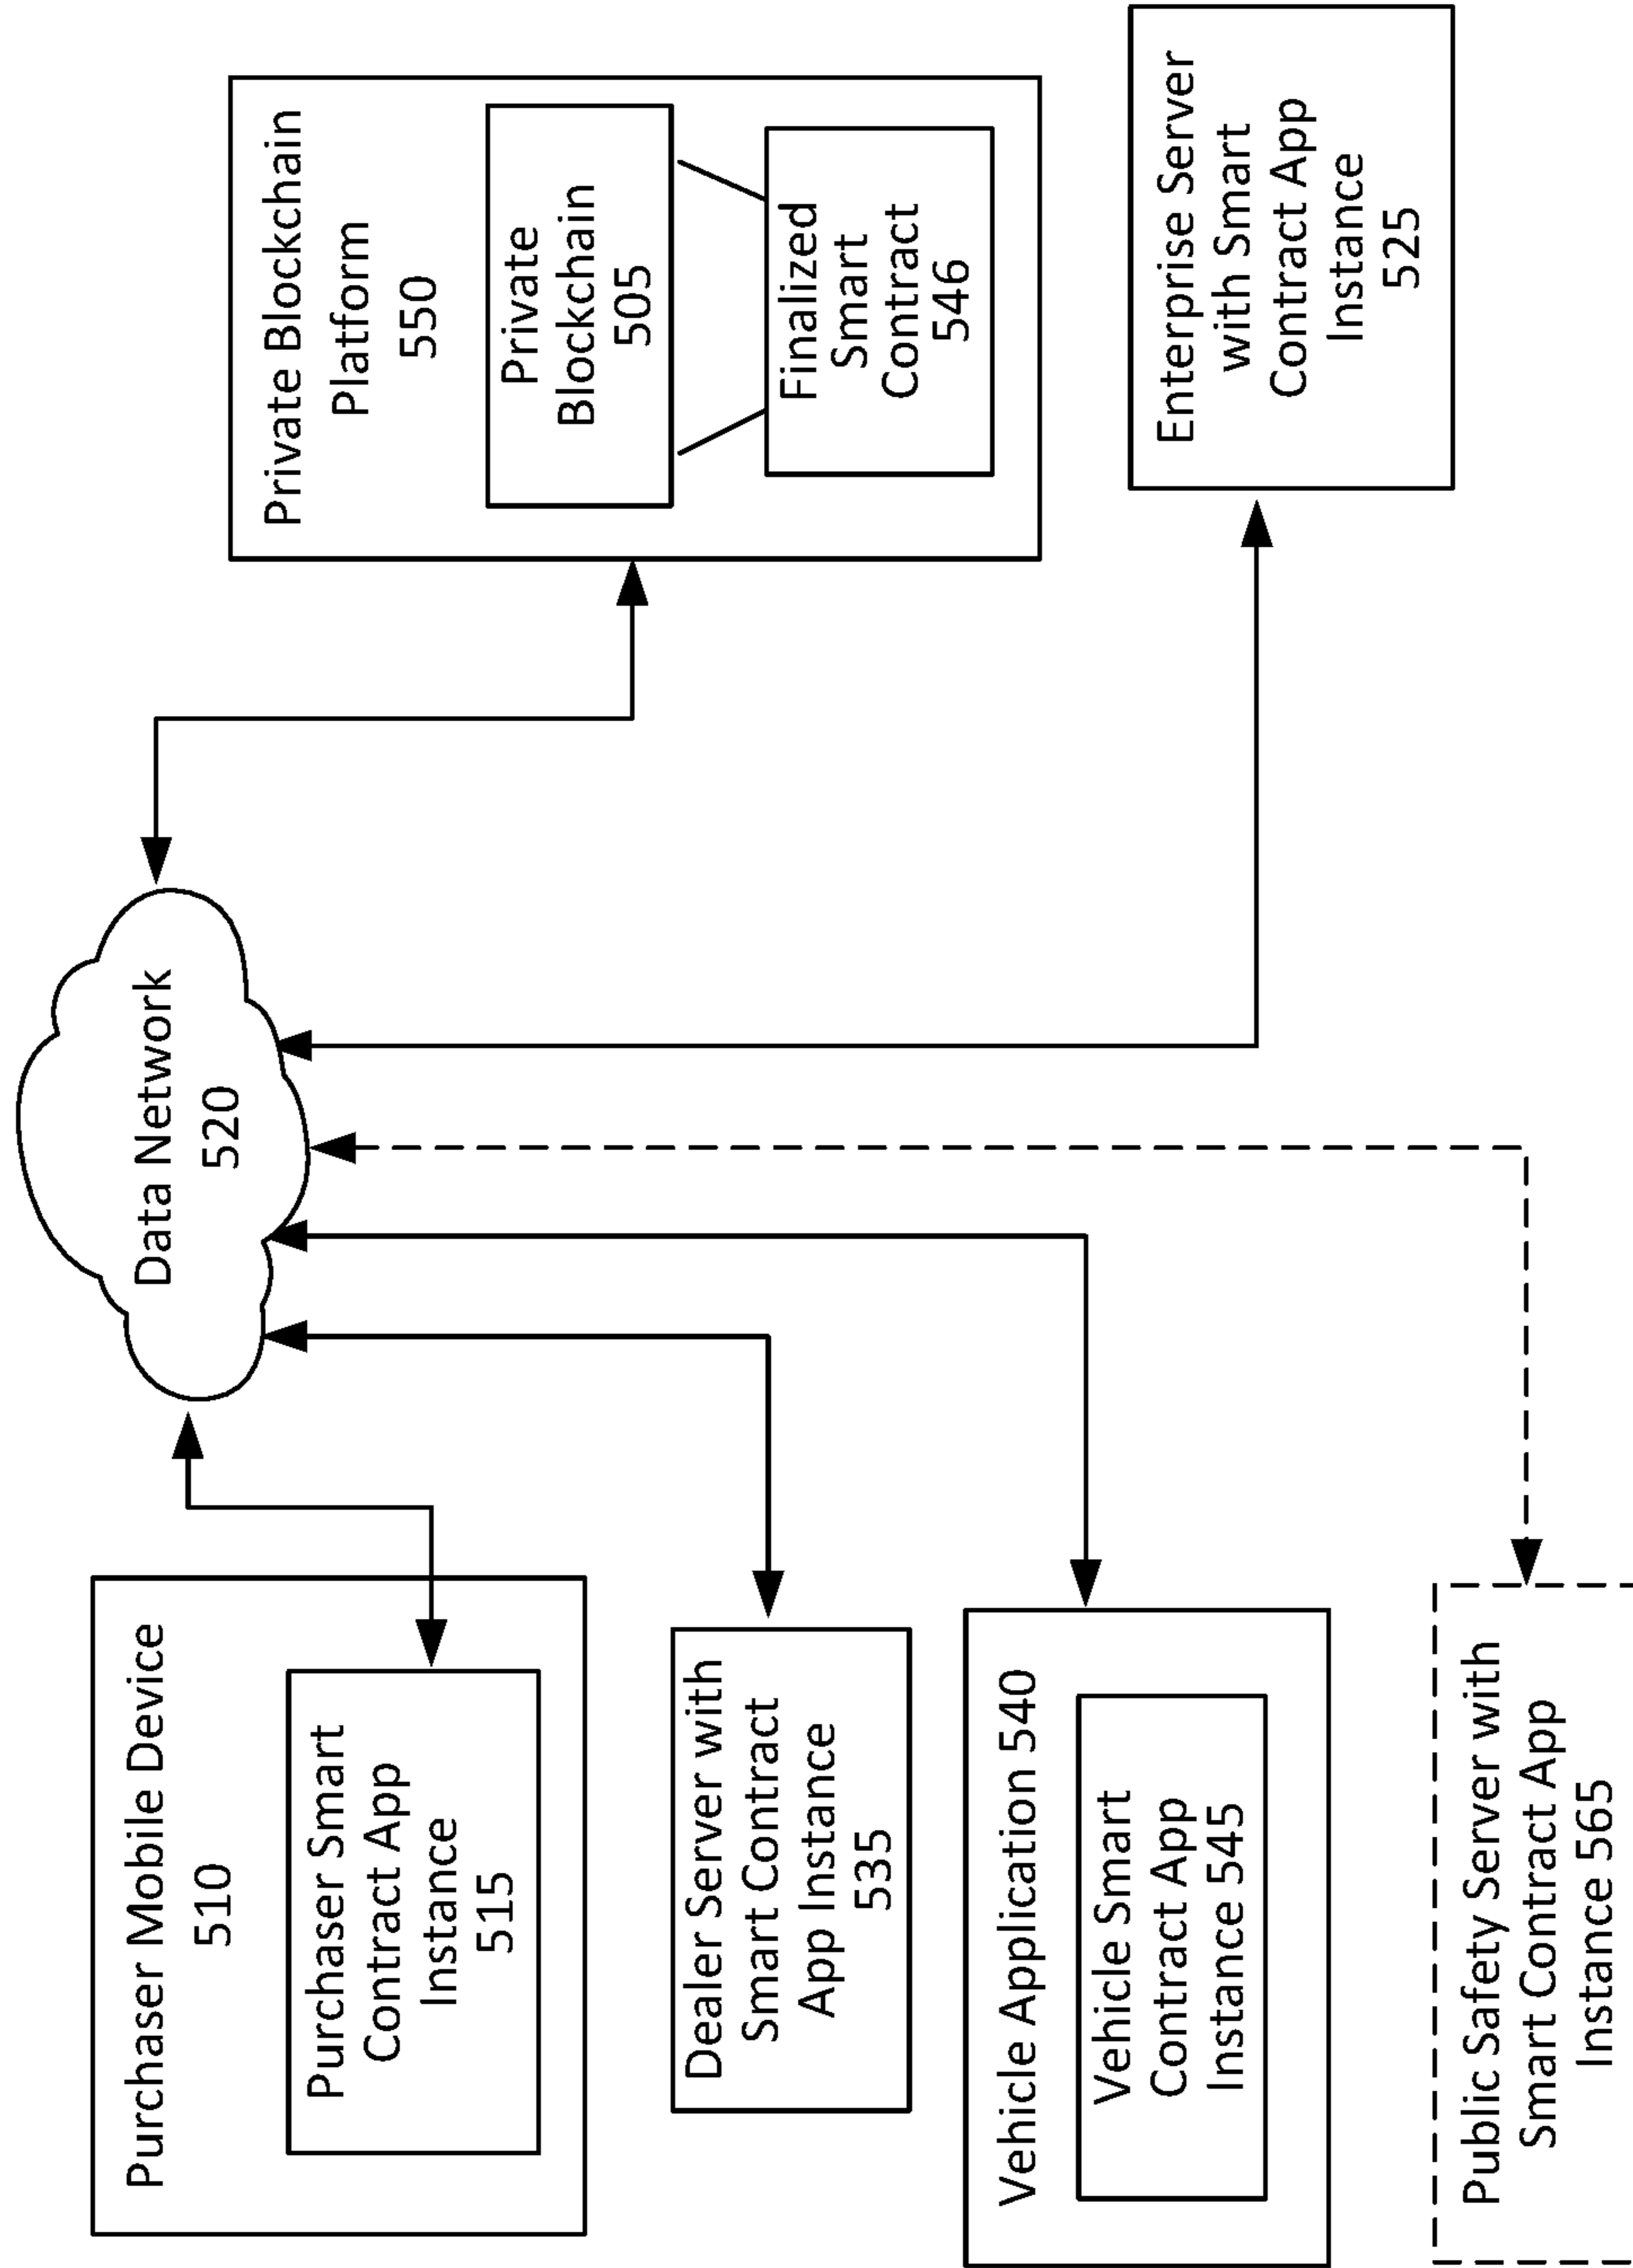 Purchaser Mobile Device
510
Purchaser Smart
Contract App
Instance
515
Dealer Server with
Smart Contract
App Instance
535
Vehicle Application 540
Vehicle Smart
Contract App
Instance 545
Public Safety Server with
Smart Contract App
Instance 565
Data Network
520
Private Blockchain
Platform
550
Private
Blockchain
505
Finalized
Smart
Contract
546
Enterprise Server
with Smart
Contract App
Instance
525